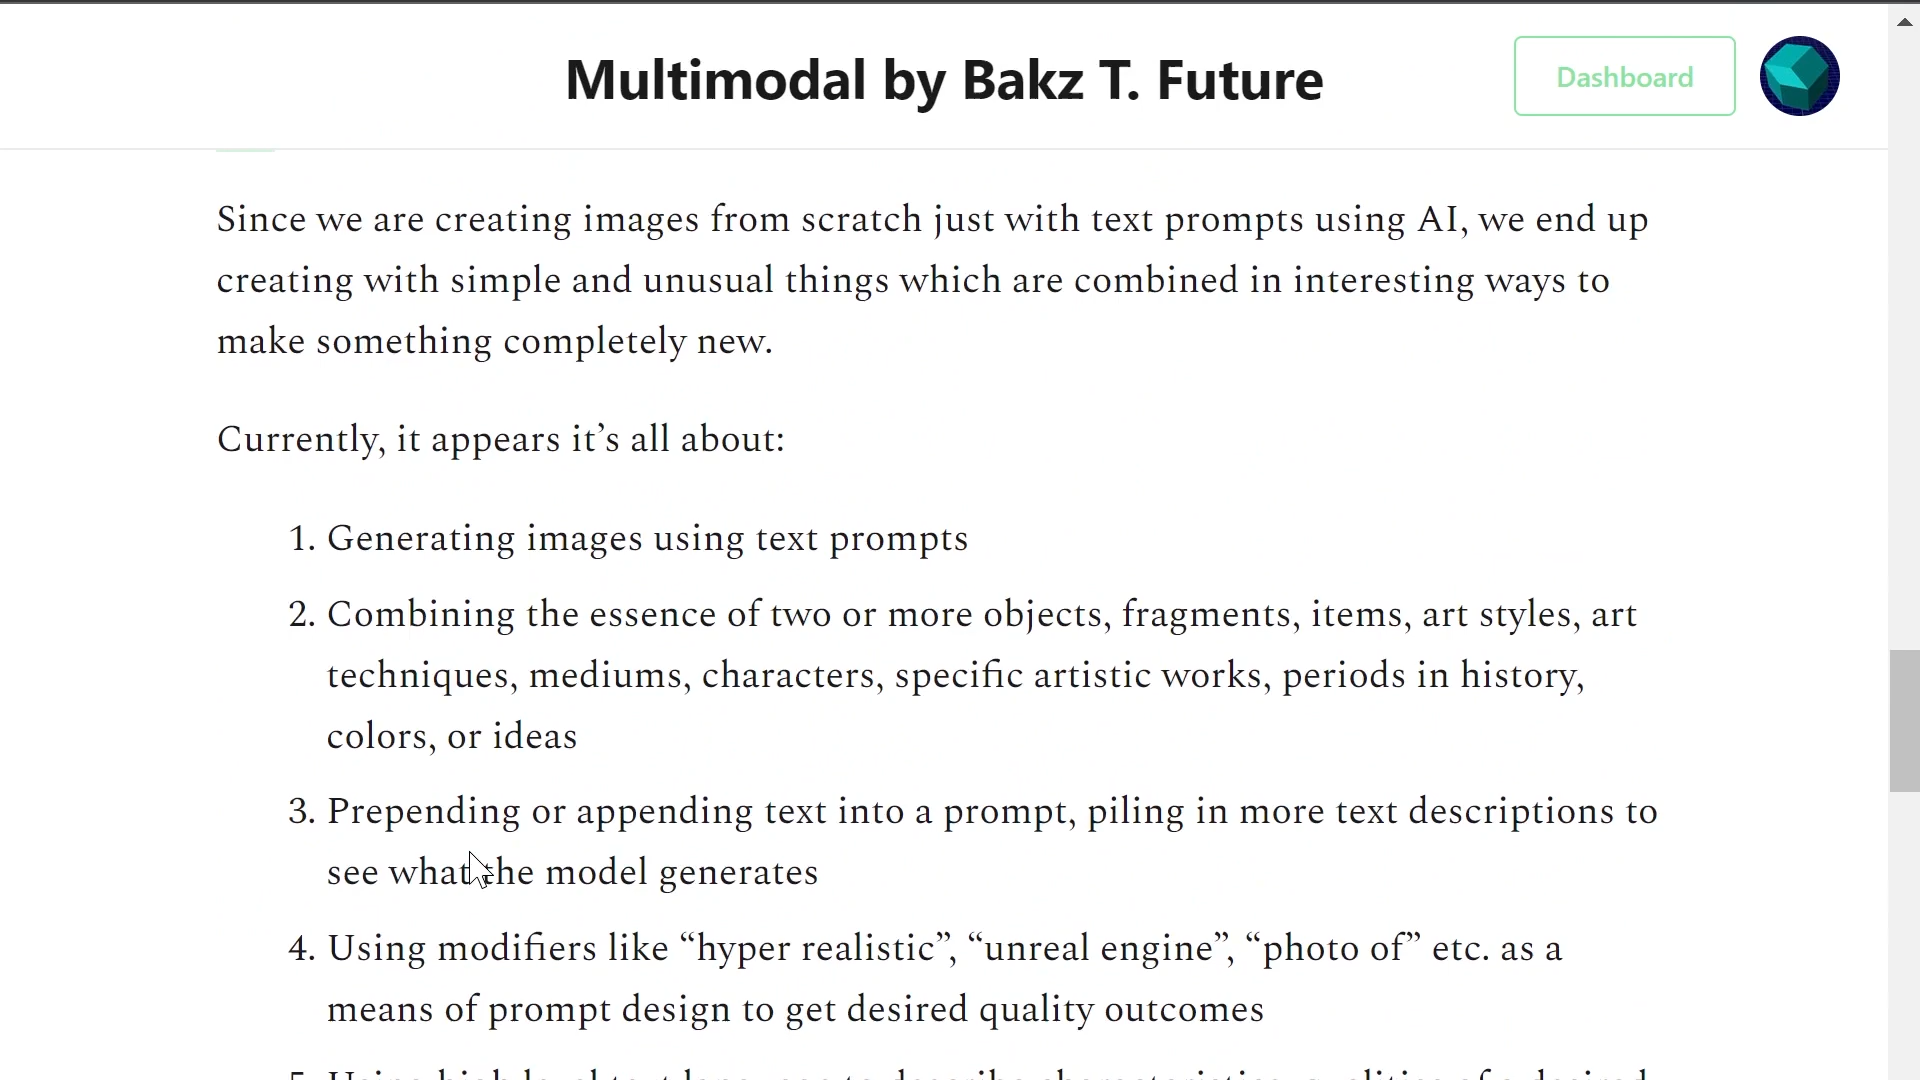 Multimodal by Bakz T. Future
Dashboard
Since we are creating images from scratch just with text prompts using AI, we end up
creating with simple and unusual things which are combined in interesting ways to
make something completely new.
Currently, it appears it’s all about:
1. Generating images using text prompts
2. Combining the essence of two or more objects, fragments, items, art styles, art
techniques, mediums, characters, specific artistic works, periods in history,
colors, or ideas
3. Prepending or appending text into a prompt, piling in more text descriptions to
see what the model generates
4. Using modifiers like “hyper realistic”, “unreal engine”, “photo of” etc. as a
means of prompt design to get desired quality outcomes